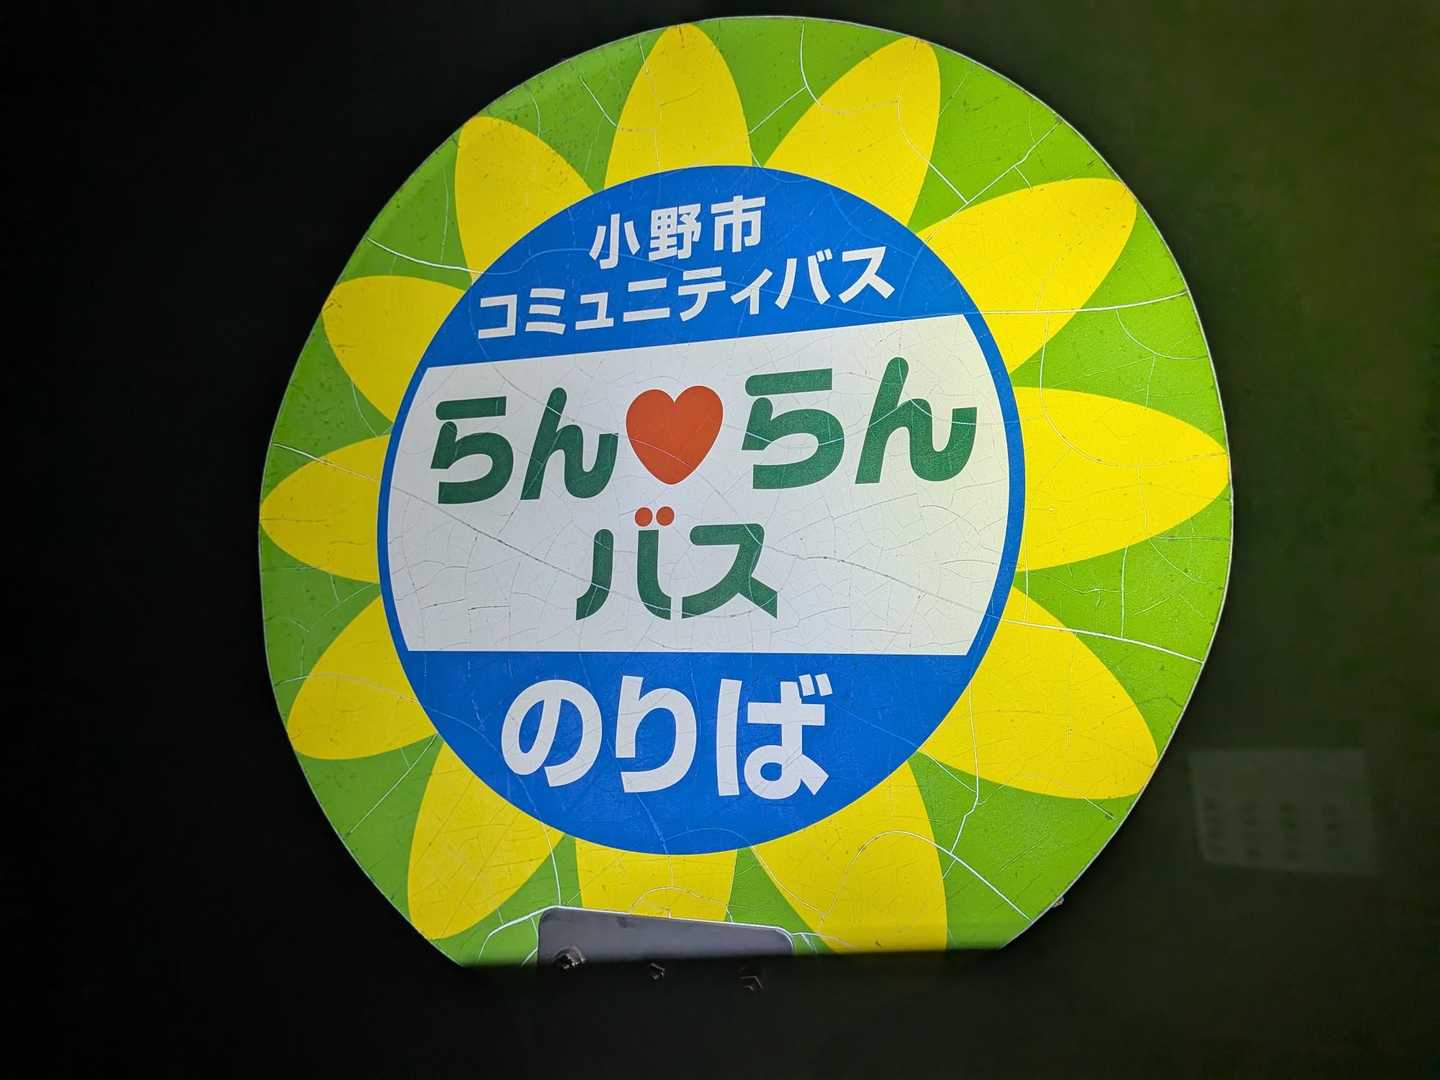 小野市
コミュニティバス
らん♥らん
バス
のりば